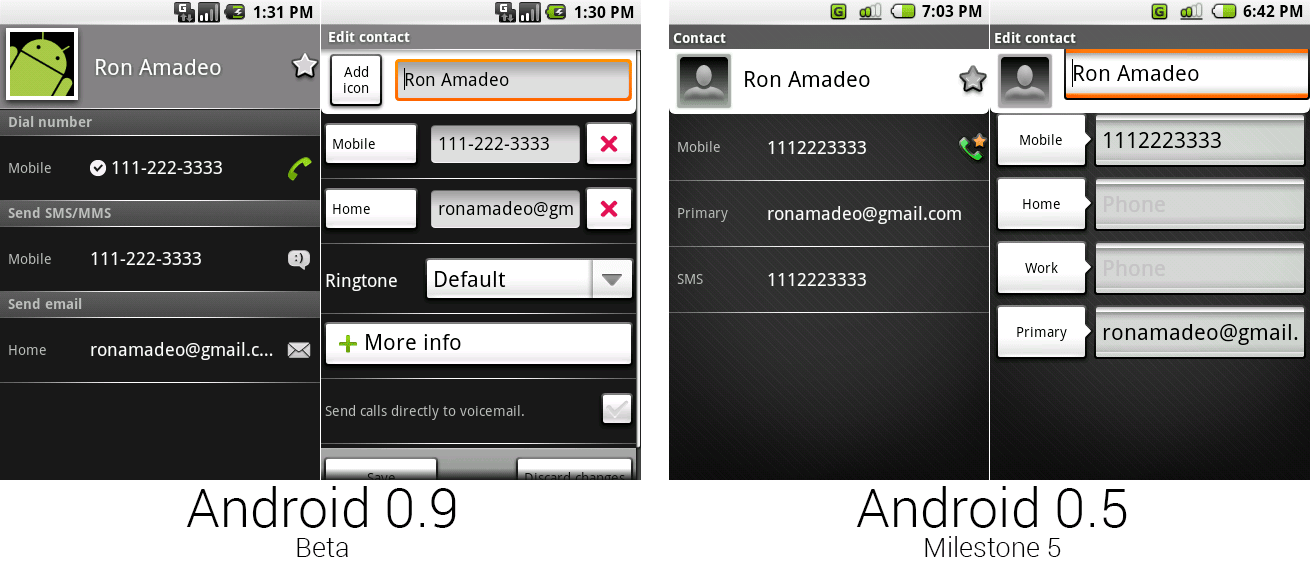 1:31 PM
Ron Amadeo
Dial number
Mobile 111-222-3333
Send SMS/MMS
Mobile 111-222-3333
Send email
Home ronamadeo@gmail.c...
1:30 PM
Edit contact
Add
icon
Ron Amadeo
Mobile 111-222-3333
Home ronamadeo@gm
Ringtone Default
More info
Send calls directly to voicemail.
Save Discard changes
Android 0.9
Beta
G 7:03 PM
Contact
Ron Amadeo
Mobile 1112223333
Primary ronamadeo@gmail.com
SMS 1112223333
G 6:42 PM
Edit contact
Ron Amadeo
Mobile 1112223333
Home Phone
Work Phone
Primary ronamadeo@gmail.
Android 0.5
Milestone 5